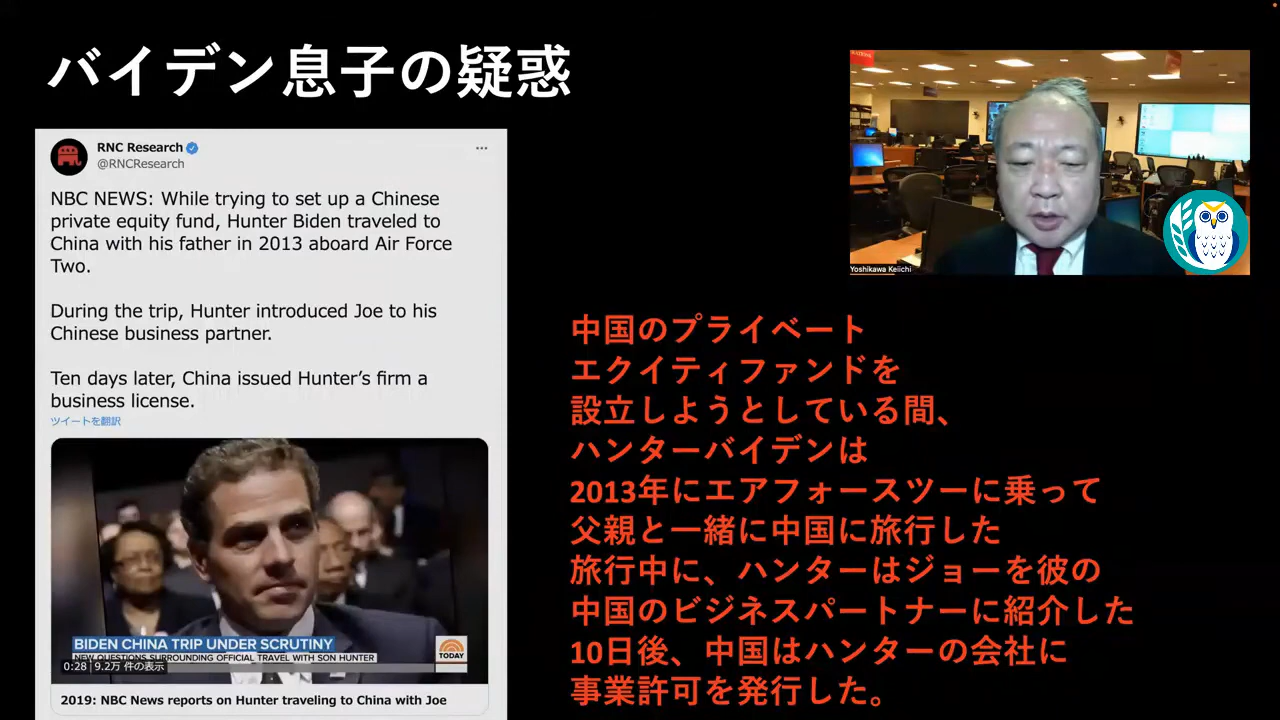 バイデン息子の疑惑
RNC Research
@RNCResearch
NBC NEWS: While trying to set up a Chinese
private equity fund, Hunter Biden traveled to
China with his father in 2013 aboard Air Force
Two.
During the trip, Hunter introduced Joe to his
Chinese business partner.
Ten days later, China issued Hunter's firm a
business license.
ツイートを翻訳
BIDEN CHINA TRIP UNDER SCRUTINY
NEW QUESTIONS SURROUNDING OFFICIAL TRAVEL WITH SON HUNTER
TODAY
0:28 9.2万 件の表示
2019: NBC News reports on Hunter traveling to China with Joe
Yoshikawa Keiichi
中国のプライベート
エクイティファンドを
設立しようとしている間、
ハンターバイデンは
2013年にエアフォースツーに乗って
父親と一緒に中国に旅行した
旅行中に、ハンターはジョーを彼の
中国のビジネスパートナーに紹介した
10日後、中国はハンターの会社に
事業許可を発行した。